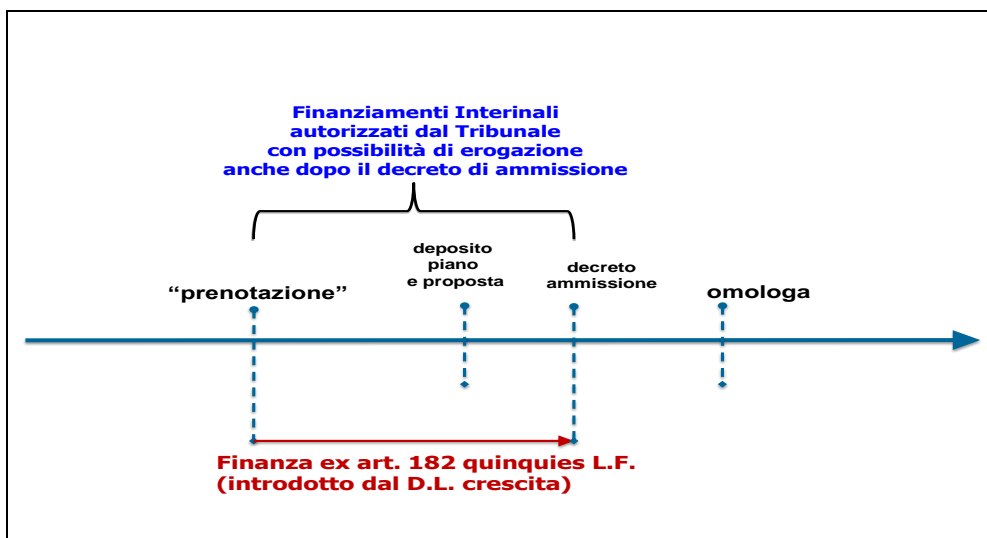 Finanziamenti Interinali
autorizzati dal Tribunale
con possibilità di erogazione
anche dopo il decreto di ammissione
deposito
piano
e proposta
decreto
ammissione
“prenotazione”
omologa
Finanza ex art. 182 quinquies L.F.
(introdotto dal D.L. crescita)